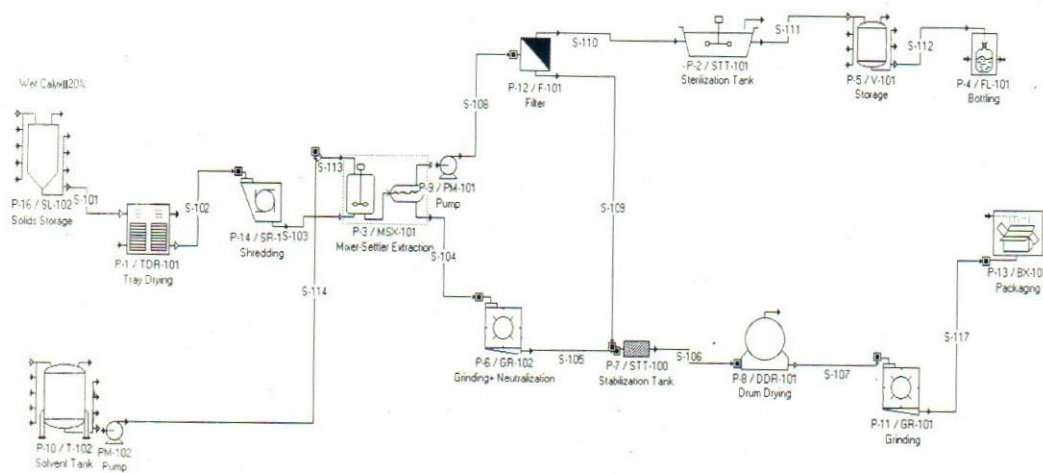 S-110
S-111
S-112
P-2 / STT-101
Sterilization Tank
P-5 / V-101
Storage
P-4 / FL-101
Bottling
P-12 / F-101
Filter
S-108
S-113
P-9 / PM-101
Pump
P-16 / SL-102
Solids Storage
S-101
S-102
P-14 / SR-1
Shredding
S-103
P-3 / MSX-101
Mixer-Settler Extraction
S-104
S-109
P-1 / TDR-101
Tray Drying
S-114
P-13 / BX-10
Packaging
S-117
P-6 / GR-102
Grinding+ Neutralization
S-105
P-7 / STT-100
Stabilization Tank
S-106
P-8 / DDR-101
Drum Drying
S-107
P-11 / GR-101
Grinding
P-10 / T-102
Solvent Tank
PM-102
Pump